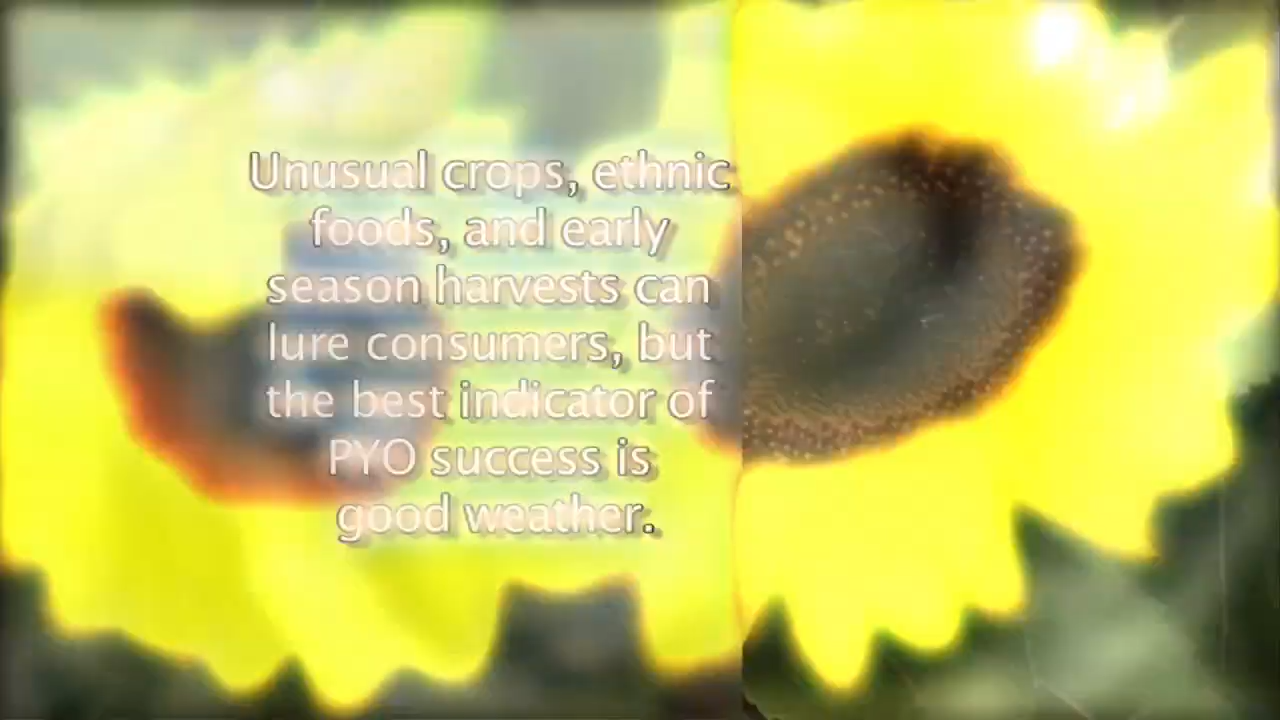 Unusual crops, ethnic
foods, and early
season harvests can
lure consumers, but
the best indicator of
PYO success is
good weather.